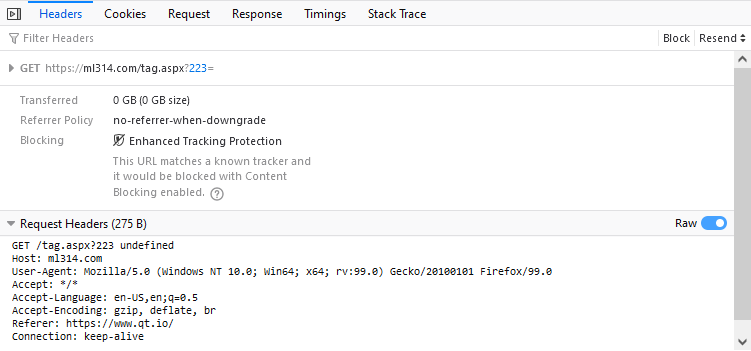 Headers Cookies Request Response Timings Stack Trace
Filter Headers Block Resend
GET https://ml314.com/tag.aspx?223=
Transferred 0 GB (0 GB size)
Referrer Policy no-referrer-when-downgrade
Blocking Enhanced Tracking Protection
This URL matches a known tracker and
it would be blocked with Content
Blocking enabled. ?
Request Headers (275 B) Raw
GET /tag.aspx?223 undefined
Host: ml314.com
User-Agent: Mozilla/5.0 (Windows NT 10.0; Win64; x64; rv:99.0) Gecko/20100101 Firefox/99.0
Accept: */*
Accept-Language: en-US,en;q=0.5
Accept-Encoding: gzip, deflate, br
Referer: https://www.qt.io/
Connection: keep-alive